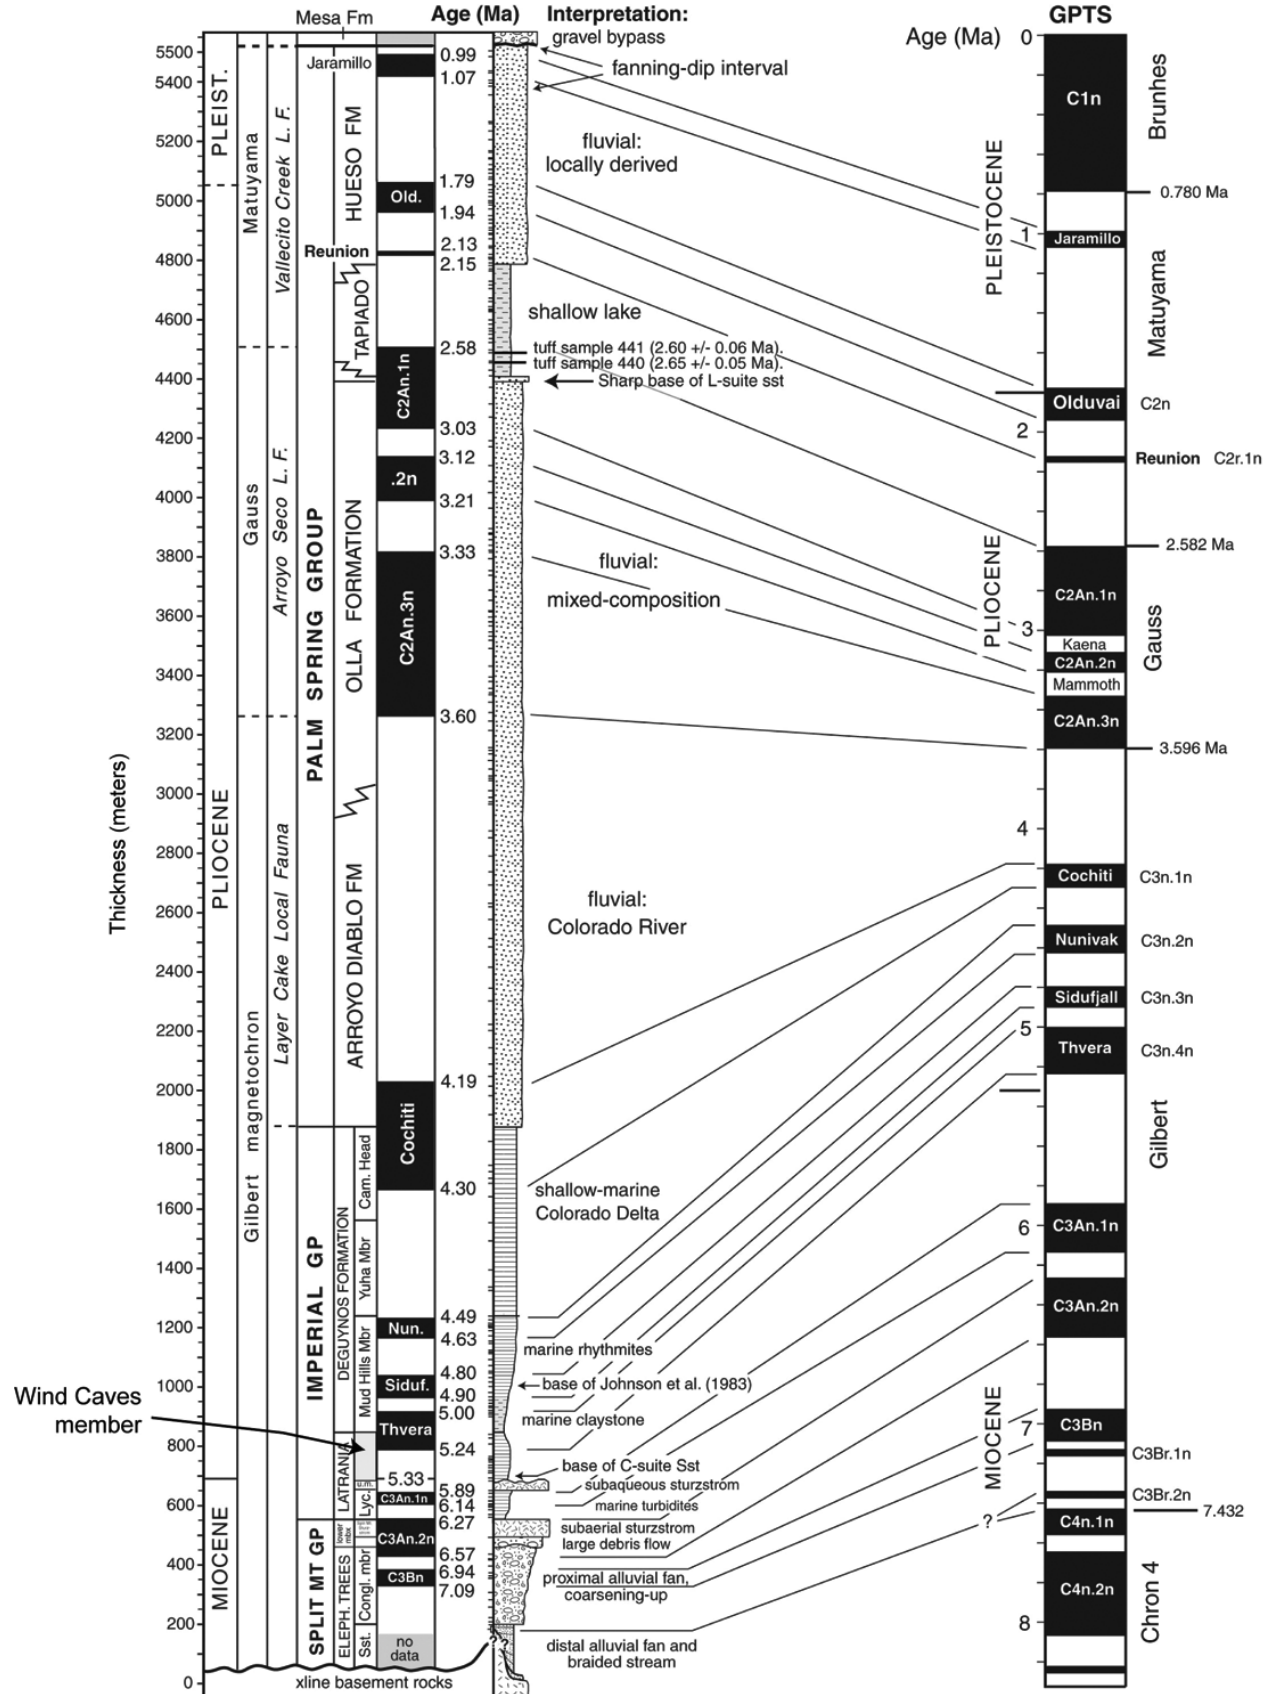 Mesa Fm
Age (Ma)
Interpretation:
GPTS
Age (Ma)
gravel bypass
fanning-dip interval
fluvial:
locally derived
shallow lake
tuff sample 441 (2.60 +/- 0.06 Ma).
tuff sample 440 (2.65 +/- 0.05 Ma).
Sharp base of L-suite sst
fluvial:
mixed-composition
fluvial:
Colorado River
shallow-marine
Colorado Delta
marine rhythmites
base of Johnson et al. (1983)
marine claystone
base of C-suite Sst
subaqueous sturzstrom
marine turbidites
subaerial sturzstrom
large debris flow
proximal alluvial fan,
coarsening-up
distal alluvial fan and
braided stream
xline basement rocks
Thickness (meters)
5500
5400
5200
5000
4800
4600
4400
4200
4000
3800
3600
3400
3200
3000
2800
2600
2400
2200
2000
1800
1600
1400
1200
1000
800
600
400
200
0
Wind Caves
member
PLEIST.
PLIOCENE
MIOCENE
Matuyama
Gauss
Gilbert magnetochron
Vallecito Creek L. F.
Arroyo Seco L. F.
Layer Cake Local Fauna
PALM SPRING GROUP
IMPERIAL GP
SPLIT MT GP
HUESO FM
TAPIADO
OLLA FORMATION
ARROYO DIABLO FM
DEGUYNOS FORMATION
LATRANIA
ELEPH. TREES
Cam. Head
Yuha Mbr
Mud Hills Mbr
u.m.
Lyc.
lower
mbx
Congl. mbr
Sst.
Jaramillo
Old.
Reunion
C2An.1n
.2n
C2An.3n
Cochiti
Nun.
Siduf.
Thvera
C3An.1n
C3An.2n
C3Bn
no
data
0.99
1.07
1.79
1.94
2.13
2.15
2.58
3.03
3.12
3.21
3.33
3.60
4.19
4.30
4.49
4.63
4.80
4.90
5.00
5.24
5.33
5.89
6.14
6.27
6.57
6.94
7.09
? ?
0
1
2
3
4
5
6
7
8
?
PLEISTOCENE
PLIOCENE
MIOCENE
C1n
Jaramillo
Olduvai
C2An.1n
Kaena
C2An.2n
Mammoth
C2An.3n
Cochiti
Nunivak
Sidufjall
Thvera
C3An.1n
C3An.2n
C3Bn
C4n.1n
C4n.2n
0.780 Ma
C2n
Reunion C2r.1n
2.582 Ma
3.596 Ma
C3n.1n
C3n.2n
C3n.3n
C3n.4n
C3Br.1n
C3Br.2n
7.432
Brunhes
Matuyama
Gauss
Gilbert
Chron 4